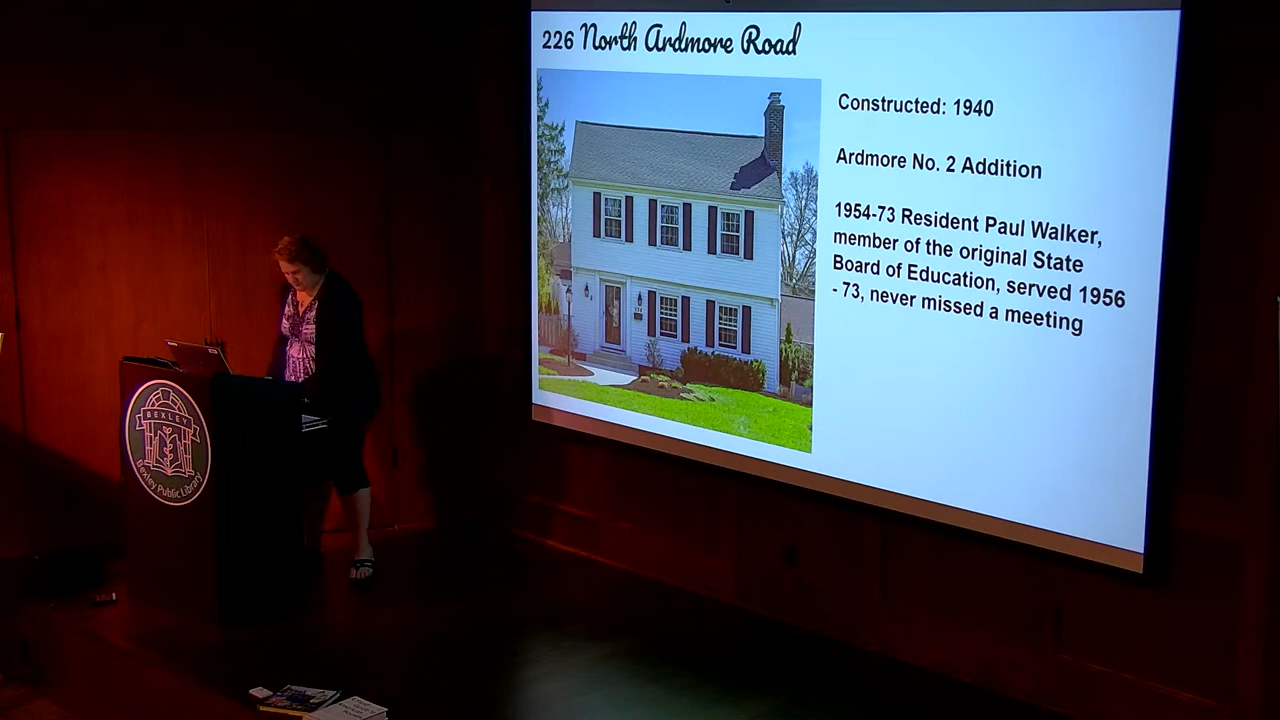 226 North Ardmore Road
Constructed: 1940
Ardmore No. 2 Addition
1954-73 Resident Paul Walker,
member of the original State
Board of Education, served 1956
- 73, never missed a meeting
BEXLEY
Bexley Public Library